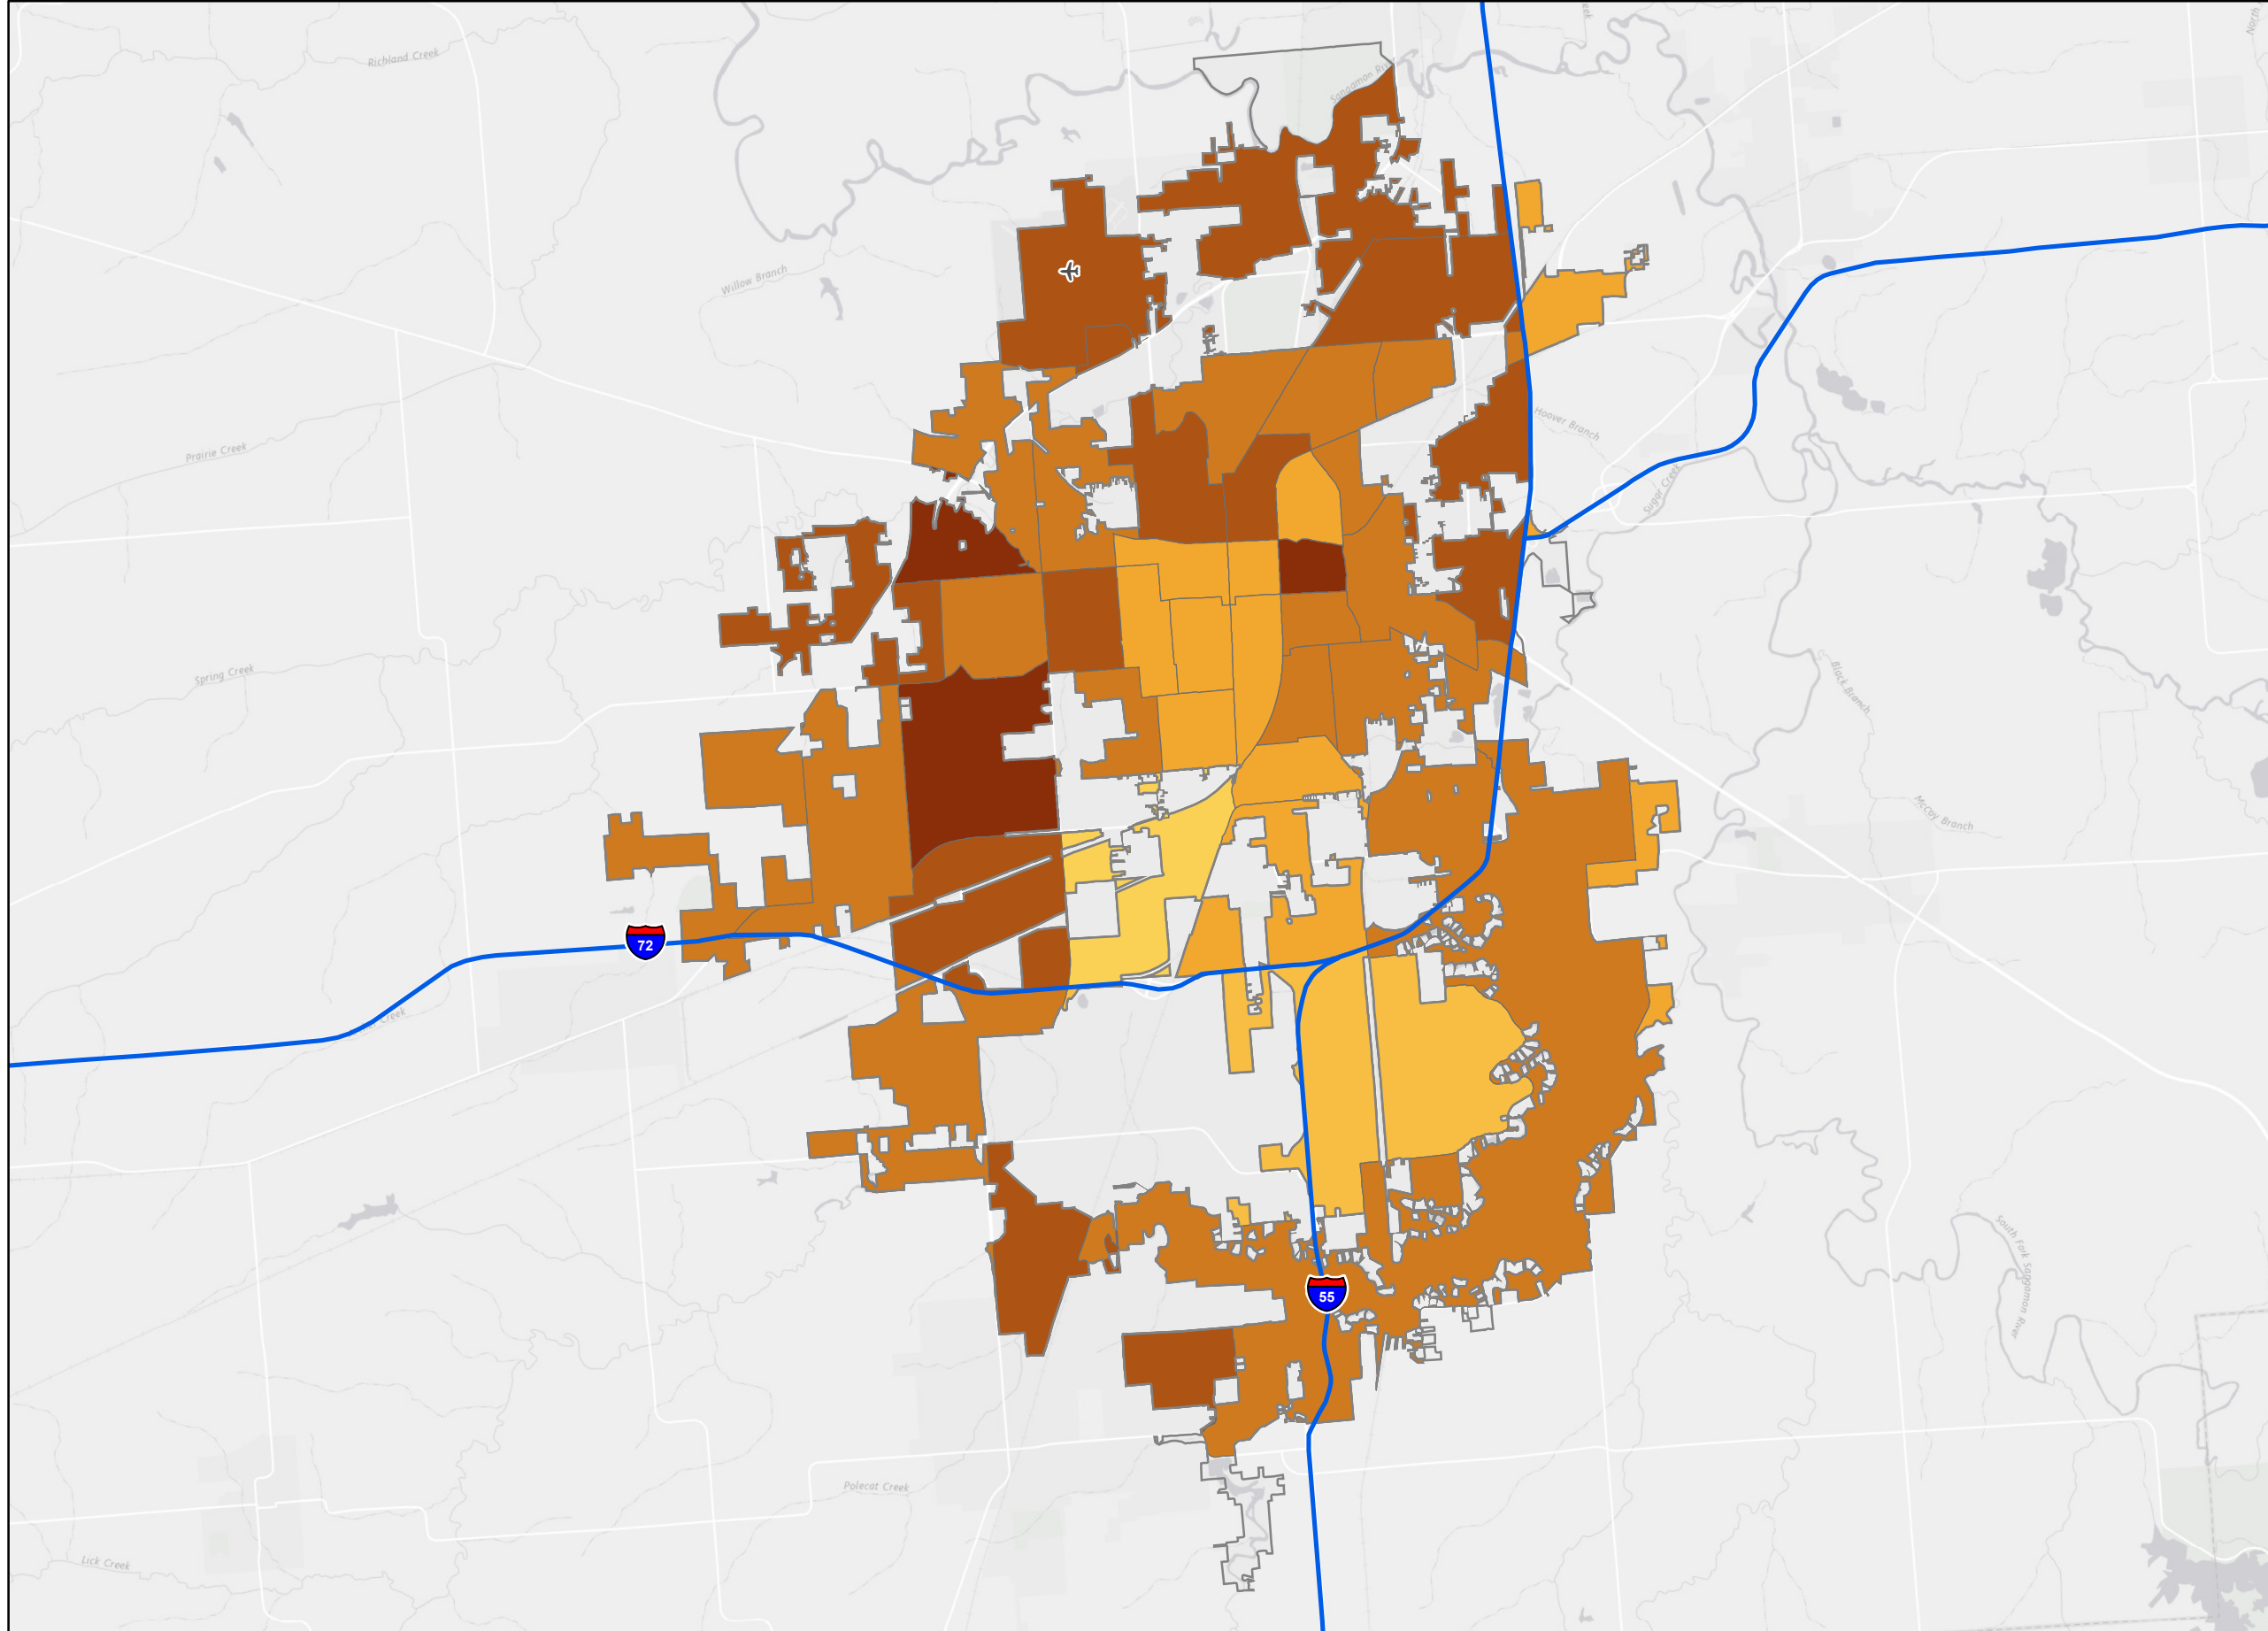 Richland Creek
Sangamon River
Willow Branch
Hoover Branch
Prairie Creek
Sugar Creek
Spring Creek
Black Branch
McCoy Branch
72
Creek
South Fork Sangamon River
55
Polecat Creek
Lick Creek